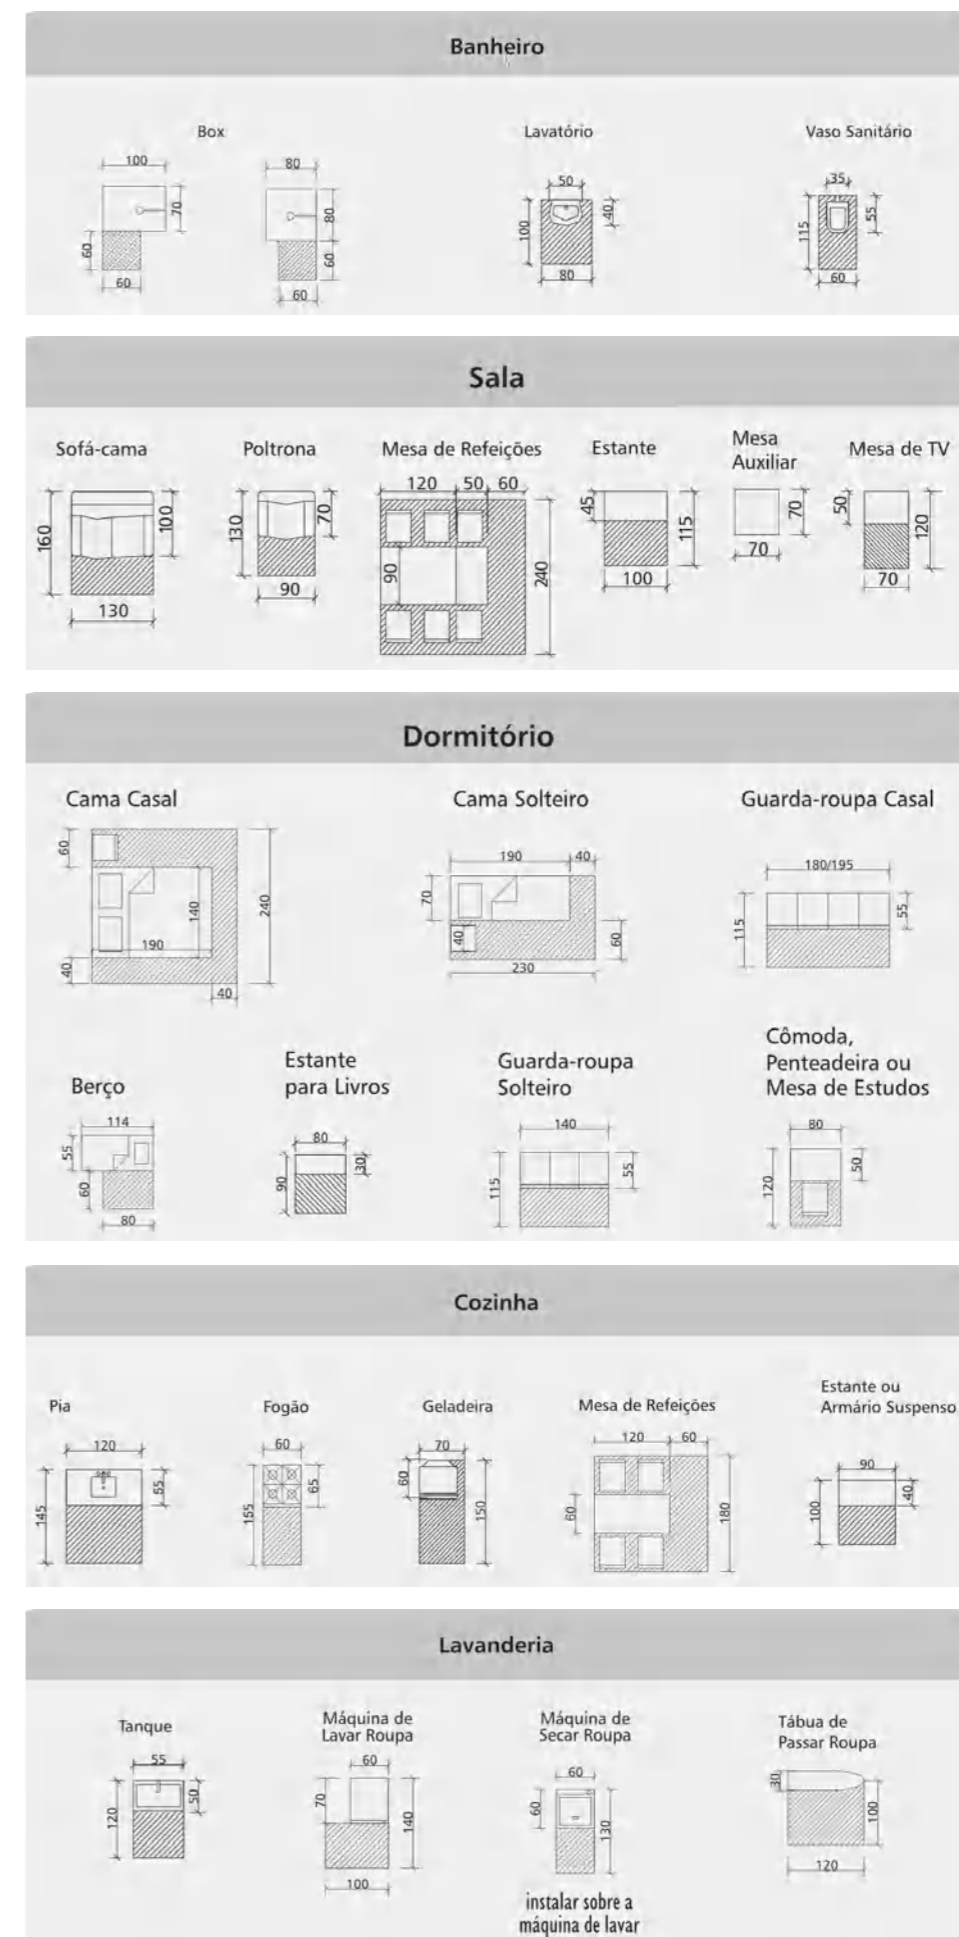 Banheiro
Box
Lavatório
Vaso Sanitário
100
70
60
60
80
80
60
60
50
100
40
80
35
115
55
60
Sala
Sofá-cama
Poltrona
Mesa de Refeições
Estante
Mesa
Auxiliar
Mesa de TV
160
100
130
130
70
90
120 50 60
90
240
45
115
100
70
70
50
120
70
Dormitório
Cama Casal
Cama Solteiro
Guarda-roupa Casal
60
140
190
240
40
40
190 40
70
40
60
230
180/195
115
55
Berço
Estante
para Livros
Guarda-roupa
Solteiro
Cômoda,
Penteadeira ou
Mesa de Estudos
114
55
60
80
80
90
30
140
115
55
80
120
50
Cozinha
Pia
Fogão
Geladeira
Mesa de Refeições
Estante ou
Armário Suspenso
120
145
55
60
155
65
70
60
150
120 60
60
180
90
100
40
Lavanderia
Tanque
Máquina de
Lavar Roupa
Máquina de
Secar Roupa
Tábua de
Passar Roupa
55
120
50
60
70
140
100
60
60
130
30
100
120
instalar sobre a
máquina de lavar